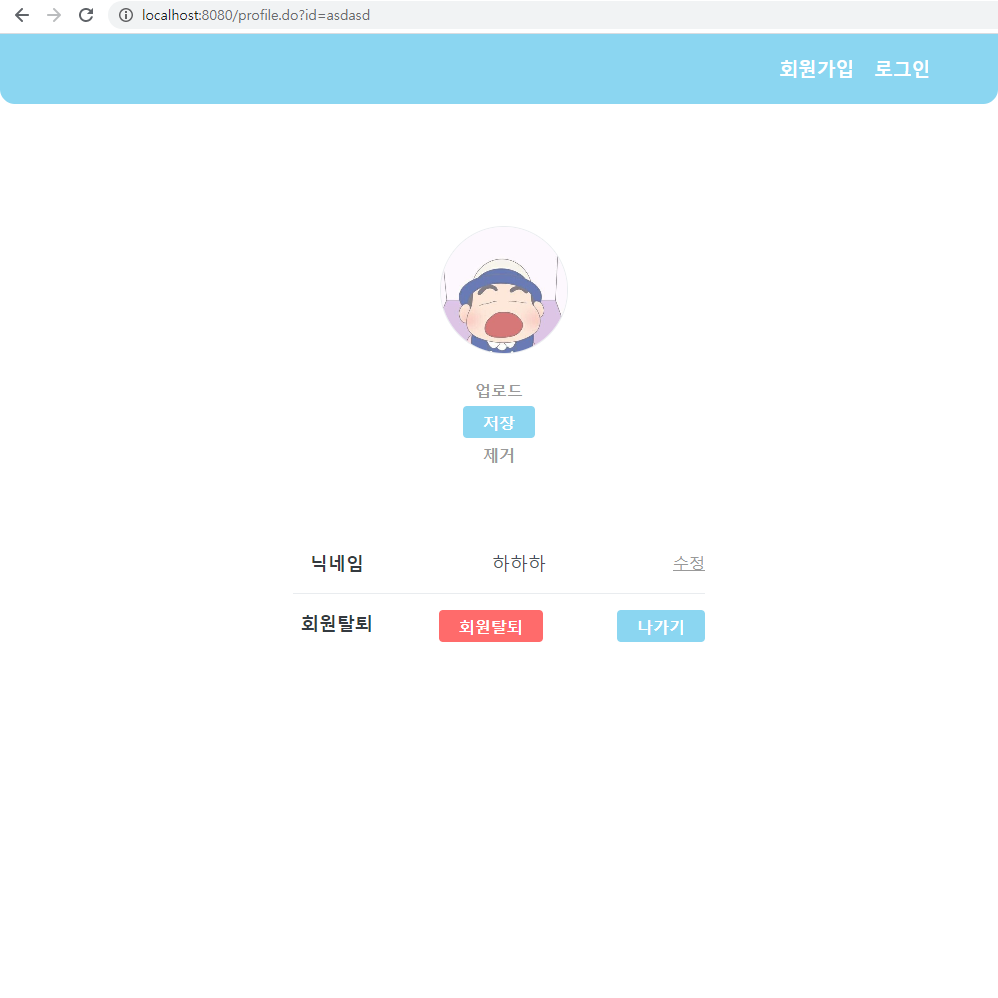 localhost:8080/profile.do?id=asdasd
회원가입 로그인
업로드
저장
제거
닉네임 하하하 수정
회원탈퇴 회원탈퇴 나가기